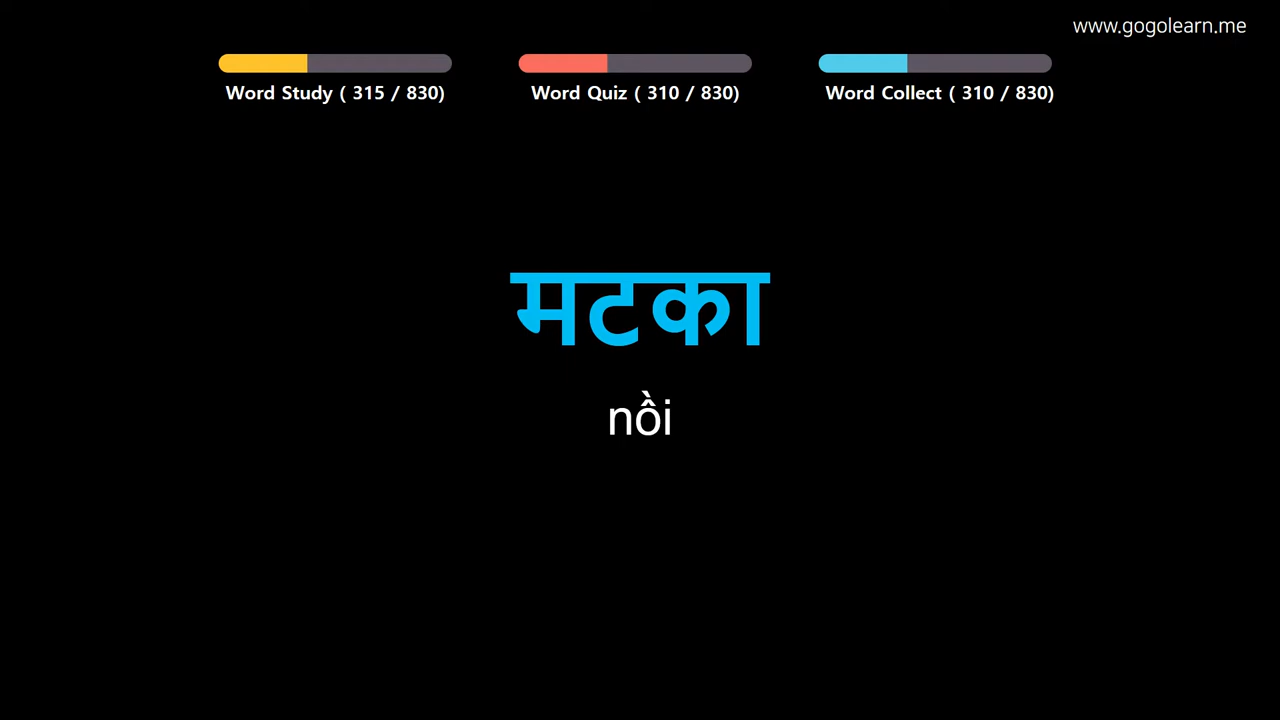 www.gogolearn.me
Word Study ( 315 / 830)
Word Quiz ( 310 / 830)
Word Collect ( 310 / 830)
मटका
nồi